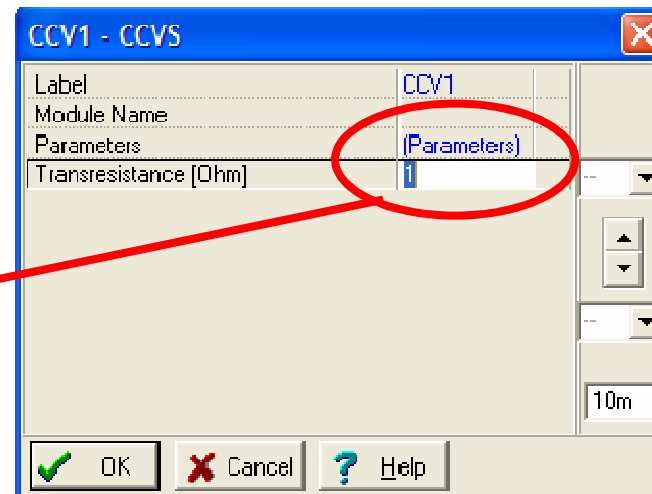 CCV1 - CCVS
Label CCV1
Module Name
Parameters (Parameters)
Transresistance [Ohm] 1
--
--
10m
OK Cancel Help